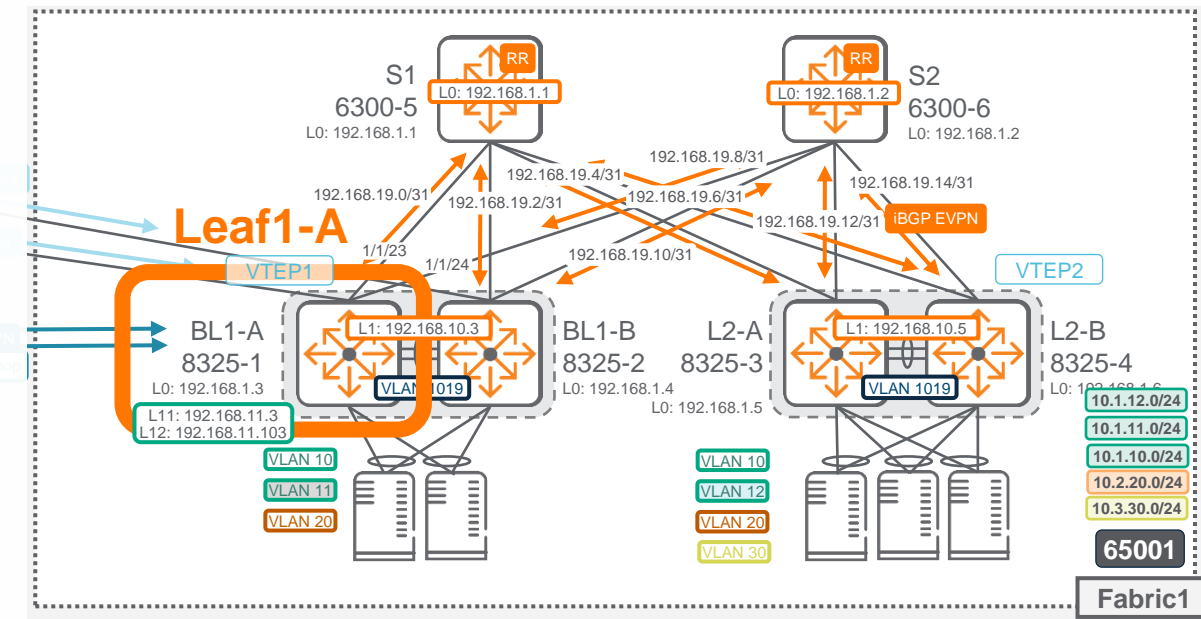 RR
RR
S1
6300-5
L0: 192.168.1.1
L0: 192.168.1.1
L0: 192.168.1.2
S2
6300-6
L0: 192.168.1.2
192.168.19.0/31
192.168.19.2/31
192.168.19.4/31
192.168.19.8/31
192.168.19.6/31
192.168.19.10/31
192.168.19.12/31
192.168.19.14/31
iBGP EVPN
Leaf1-A
1/1/23
1/1/24
VTEP1
VTEP2
BL1-A
8325-1
L0: 192.168.1.3
L11: 192.168.11.3
L12: 192.168.11.103
L1: 192.168.10.3
VLAN 1019
BL1-B
8325-2
L0: 192.168.1.4
L2-A
8325-3
L0: 192.168.1.5
L1: 192.168.10.5
VLAN 1019
L2-B
8325-4
L0: 192.168.1.6
VLAN 10
VLAN 11
VLAN 20
VLAN 10
VLAN 12
VLAN 20
VLAN 30
10.1.12.0/24
10.1.11.0/24
10.1.10.0/24
10.2.20.0/24
10.3.30.0/24
65001
Fabric1